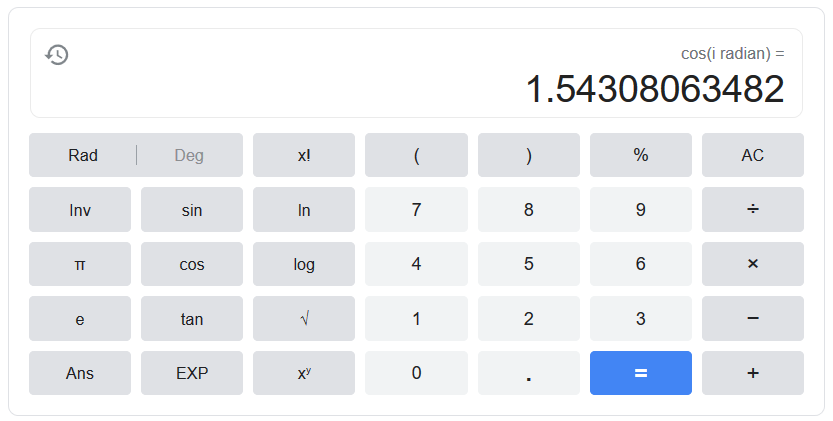 cos(i radian) =
1.54308063482
Rad | Deg x! ( ) % AC
Inv sin ln 7 8 9 ÷
π cos log 4 5 6 ×
e tan √ 1 2 3 −
Ans EXP xʸ 0 . = +